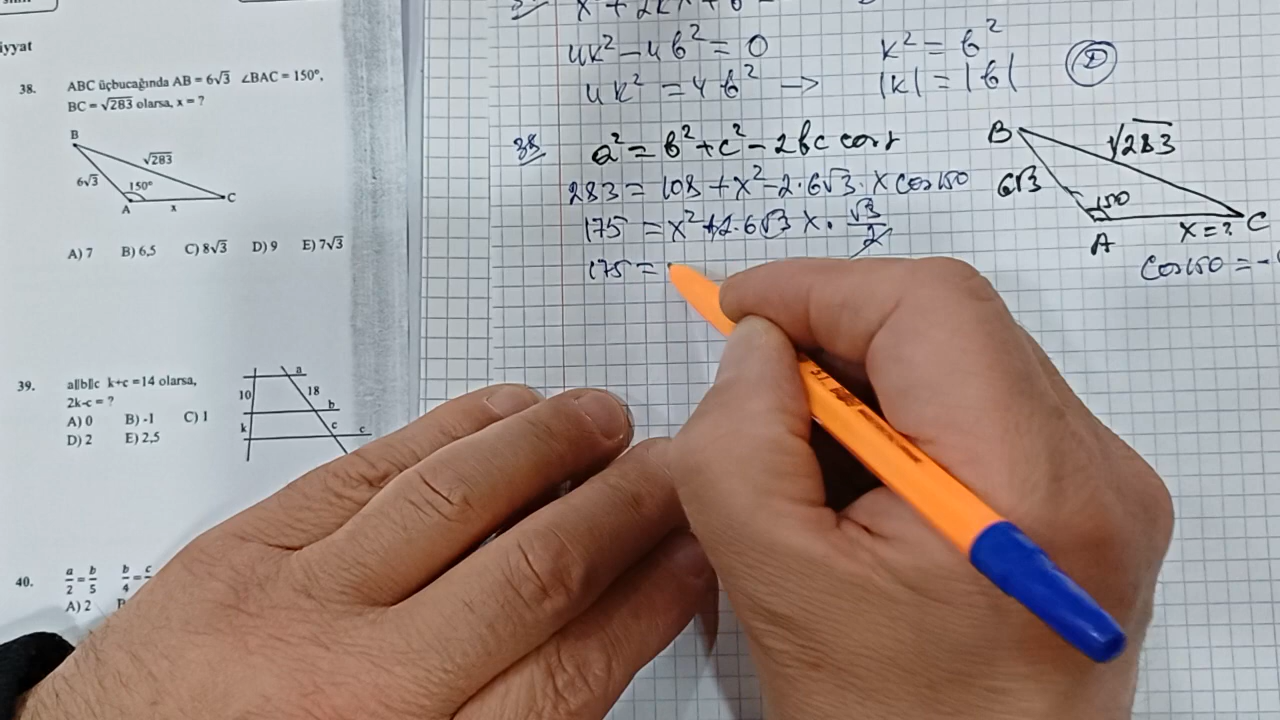 iyyat
38. ABC üçbucağında AB = 6√3 ∠BAC = 150°,
BC = √283 olarsa, x = ?
B
√283
6√3
150°
A x C
A) 7 B) 6,5 C) 8√3 D) 9 E) 7√3
39. a||b||c k+c =14 olarsa,
2k-c = ?
A) 0 B) -1 C) 1
D) 2 E) 2,5
a
10 18
b
k c c
40. a/2 = b/5 b/4 = c
A) 2
4k² - 4b² = 0 k² = b²
4k² = 4b² -> |k| = |b| D
38 a² = b² + c² - 2bc cos
283 = 108 + x² - 2·6√3·x cos150
175 = x² + 2·6√3 x · √3/2
175 =
B √283
6√3
150
A x = ? C
cos150 = -